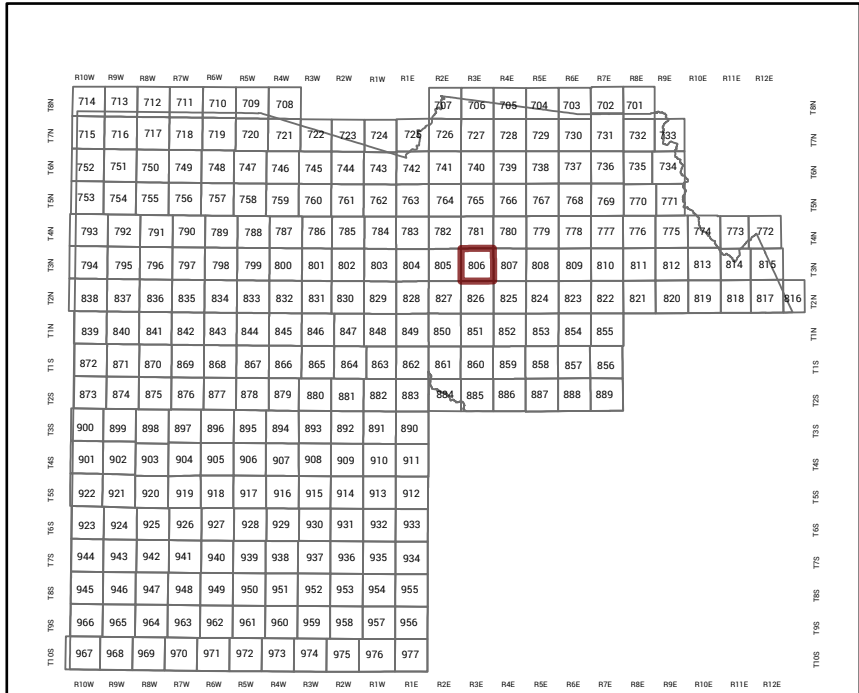 R10W R9W R8W R7W R6W R5W R4W R3W R2W R1W R1E R2E R3E R4E R5E R6E R7E R8E R9E R10E R11E R12E
T8N 714 713 712 711 710 709 708 707 706 705 704 703 702 701 T8N
T7N 715 716 717 718 719 720 721 722 723 724 725 726 727 728 729 730 731 732 733 T7N
T6N 752 751 750 749 748 747 746 745 744 743 742 741 740 739 738 737 736 735 734 T6N
T5N 753 754 755 756 757 758 759 760 761 762 763 764 765 766 767 768 769 770 771 T5N
T4N 793 792 791 790 789 788 787 786 785 784 783 782 781 780 779 778 777 776 775 774 773 772 T4N
T3N 794 795 796 797 798 799 800 801 802 803 804 805 806 807 808 809 810 811 812 813 814 815 T3N
T2N 838 837 836 835 834 833 832 831 830 829 828 827 826 825 824 823 822 821 820 819 818 817 816 T2N
T1N 839 840 841 842 843 844 845 846 847 848 849 850 851 852 853 854 855 T1N
T1S 872 871 870 869 868 867 866 865 864 863 862 861 860 859 858 857 856 T1S
T2S 873 874 875 876 877 878 879 880 881 882 883 884 885 886 887 888 889 T2S
T3S 900 899 898 897 896 895 894 893 892 891 890 T3S
T4S 901 902 903 904 905 906 907 908 909 910 911 T4S
T5S 922 921 920 919 918 917 916 915 914 913 912 T5S
T6S 923 924 925 926 927 928 929 930 931 932 933 T6S
T7S 944 943 942 941 940 939 938 937 936 935 934 T7S
T8S 945 946 947 948 949 950 951 952 953 954 955 T8S
T9S 966 965 964 963 962 961 960 959 958 957 956 T9S
T10S 967 968 969 970 971 972 973 974 975 976 977 T10S
R10W R9W R8W R7W R6W R5W R4W R3W R2W R1W R1E R2E R3E R4E R5E R6E R7E R8E R9E R10E R11E R12E